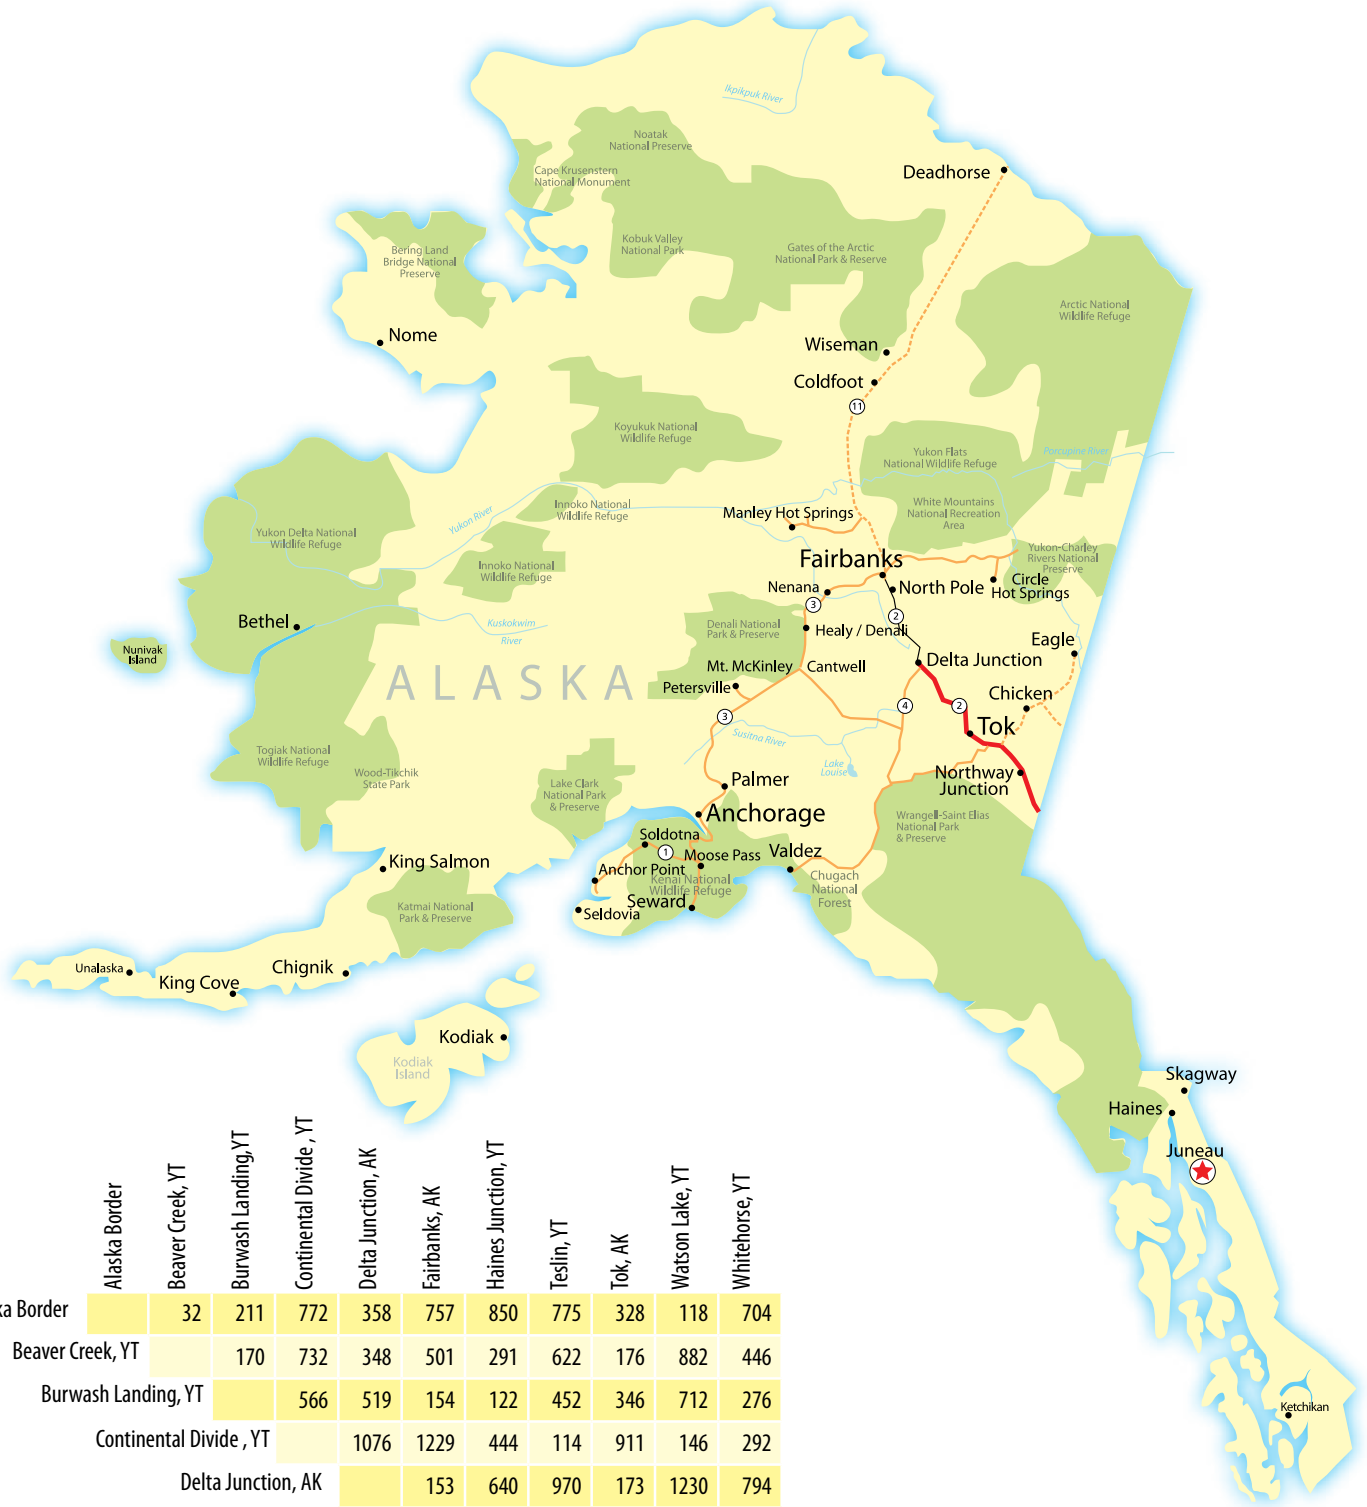 Ikpikpuk River
Noatak
National Preserve
Deadhorse
Cape Krusenstern
National Monument
Kobuk Valley
National Park
Gates of the Arctic
National Park & Reserve
Bering Land
Bridge National
Preserve
Arctic National
Wildlife Refuge
Nome
Wiseman
Coldfoot
11
Koyukuk National
Wildlife Refuge
Yukon Flats
National Wildlife Refuge
Porcupine River
Innoko National
Wildlife Refuge
Manley Hot Springs
White Mountains
National Recreation
Area
Yukon River
Yukon Delta National
Wildlife Refuge
Innoko National
Wildlife Refuge
Yukon-Charley
Rivers National
Preserve
Fairbanks
Nenana
North Pole
Circle
Hot Springs
3
2
Bethel
Kuskokwim
River
Denali National
Park & Preserve
Healy / Denali
Eagle
Nunivak
Island
ALASKA
Mt. McKinley
Cantwell
Delta Junction
Petersville
Chicken
3
4
2
Tok
Susitna River
Togiak National
Wildlife Refuge
Wood-Tikchik
State Park
Lake
Louise
Lake Clark
National Park
& Preserve
Palmer
Northway
Junction
Anchorage
Wrangell-Saint Elias
National Park
& Preserve
Soldotna
1
Moose Pass
Valdez
King Salmon
Anchor Point
Kenai National
Wildlife Refuge
Chugach
National
Forest
Katmai National
Park & Preserve
Seldovia
Seward
Unalaska
King Cove
Chignik
Kodiak
Kodiak
Island
Skagway
Haines
Juneau
Ketchikan
Alaska Border
Beaver Creek, YT
Burwash Landing,YT
Continental Divide , YT
Delta Junction, AK
Fairbanks, AK
Haines Junction, YT
Teslin, YT
Tok, AK
Watson Lake, YT
Whitehorse, YT
ka Border 32 211 772 358 757 850 775 328 118 704
Beaver Creek, YT 170 732 348 501 291 622 176 882 446
Burwash Landing, YT 566 519 154 122 452 346 712 276
Continental Divide , YT 1076 1229 444 114 911 146 292
Delta Junction, AK 153 640 970 173 1230 794